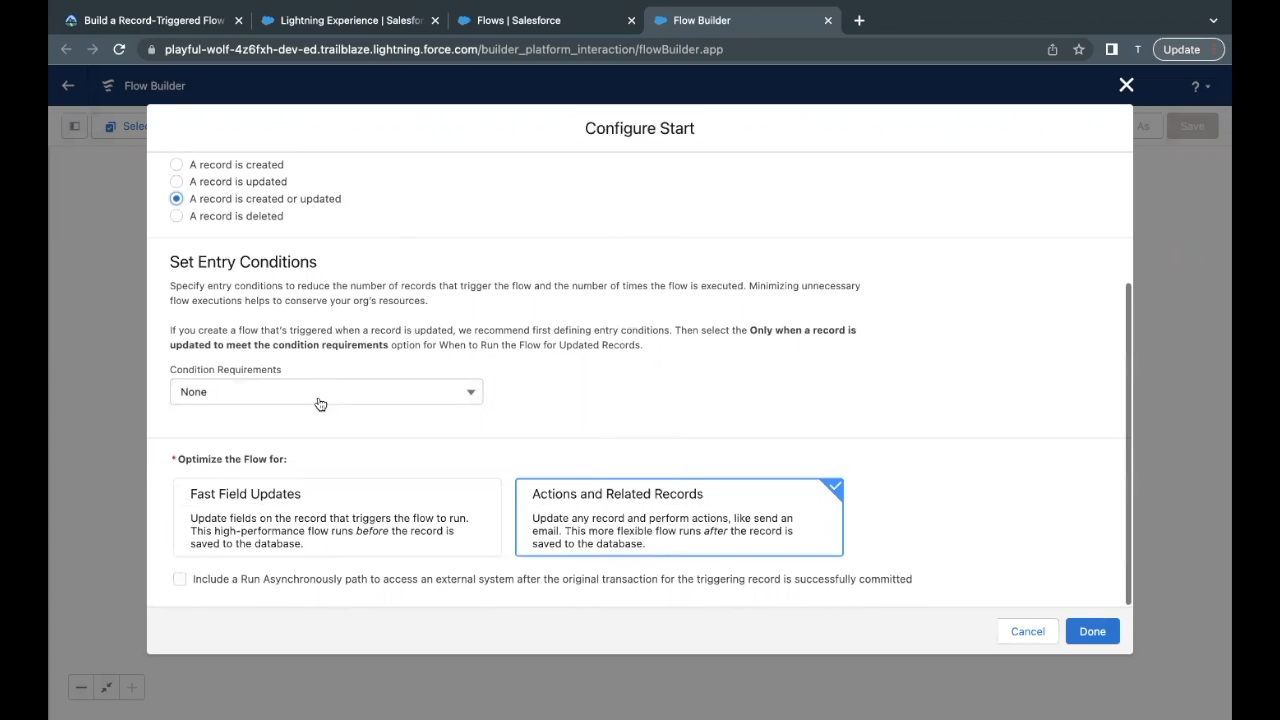 Build a Record-Triggered Flow
Lightning Experience | Salesfor
Flows | Salesforce
Flow Builder
playful-wolf-4z6fxh-dev-ed.trailblaze.lightning.force.com/builder_platform_interaction/flowBuilder.app
T
Update
Flow Builder
?
Selec
As
Save
Configure Start
A record is created
A record is updated
A record is created or updated
A record is deleted
Set Entry Conditions
Specify entry conditions to reduce the number of records that trigger the flow and the number of times the flow is executed. Minimizing unnecessary
flow executions helps to conserve your org's resources.
If you create a flow that's triggered when a record is updated, we recommend first defining entry conditions. Then select the Only when a record is
updated to meet the condition requirements option for When to Run the Flow for Updated Records.
Condition Requirements
None
* Optimize the Flow for:
Fast Field Updates
Update fields on the record that triggers the flow to run.
This high-performance flow runs before the record is
saved to the database.
Actions and Related Records
Update any record and perform actions, like send an
email. This more flexible flow runs after the record is
saved to the database.
Include a Run Asynchronously path to access an external system after the original transaction for the triggering record is successfully committed
Cancel
Done